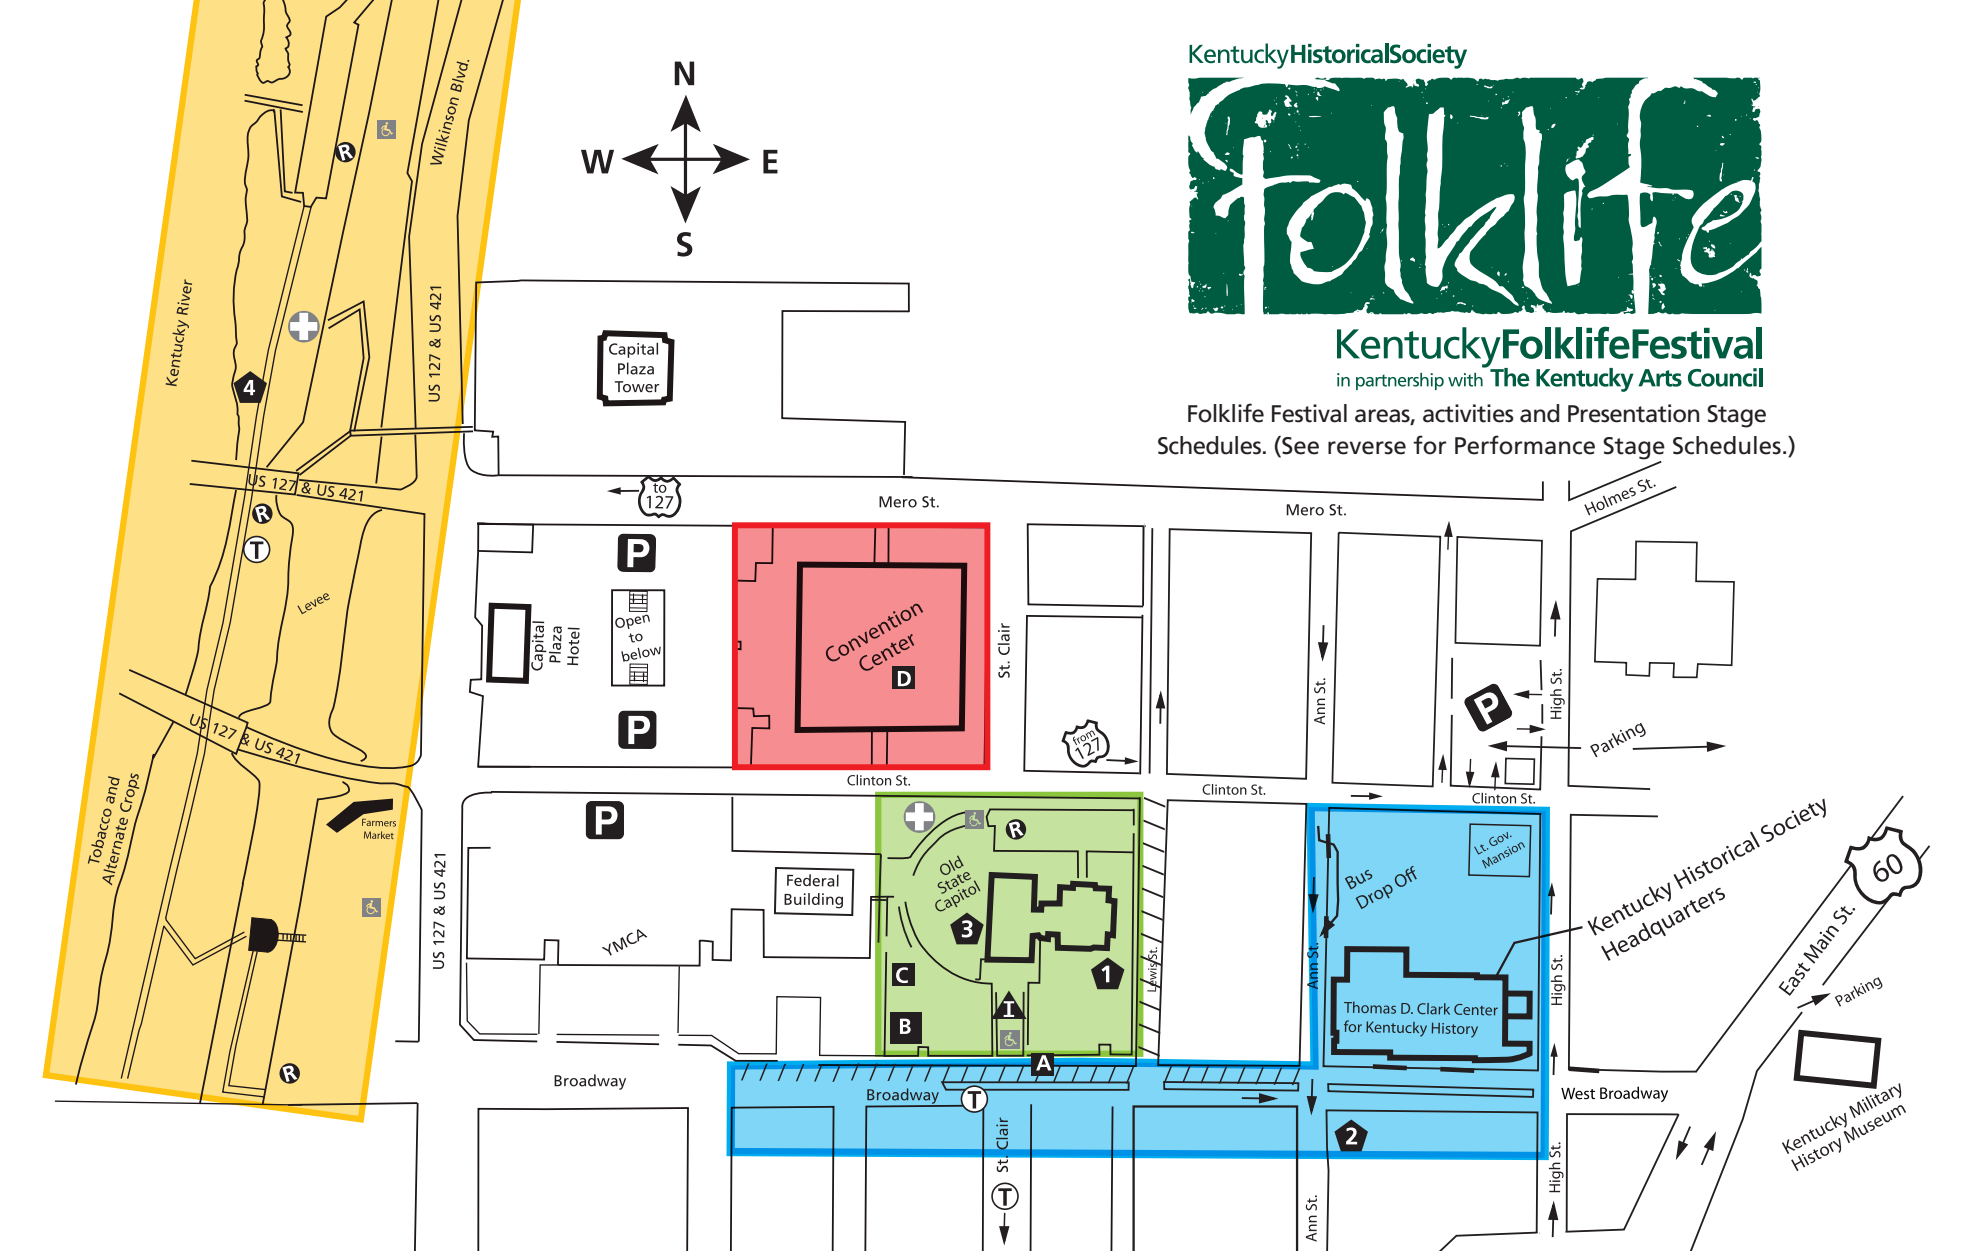 KentuckyHistoricalSociety
folklife
KentuckyFolklifeFestival
in partnership with The Kentucky Arts Council
Folklife Festival areas, activities and Presentation Stage
Schedules. (See reverse for Performance Stage Schedules.)
N
W
E
S
Wilkinson Blvd.
R
Kentucky River
US 127 & US 421
4
Capital
Plaza
Tower
US 127 & US 421
to
127
Mero St.
Mero St.
Holmes St.
R
T
Levee
P
Open
to
below
P
Capital
Plaza
Hotel
Convention
Center
D
St. Clair
from
127
Ann St.
P
High St.
Parking
US 127 & US 421
Clinton St.
Clinton St.
Clinton St.
Tobacco and
Alternate Crops
Farmers
Market
US 127 & US 421
P
Federal
Building
YMCA
R
Old
State
Capitol
3
C
B
I
1
A
Lewis St.
Bus
Drop Off
Lt. Gov.
Mansion
Ann St.
Thomas D. Clark Center
for Kentucky History
Kentucky Historical Society
Headquarters
High St.
60
East Main St.
Parking
R
Broadway
Broadway
T
West Broadway
2
Kentucky Military
History Museum
St. Clair
T
Ann St.
High St.